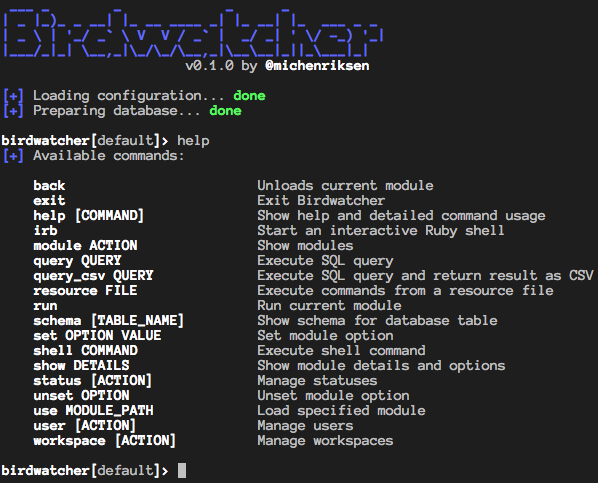 Birdwatcher
v0.1.0 by @michenriksen
[+] Loading configuration... done
[+] Preparing database... done
birdwatcher[default]> help
[+] Available commands:
back Unloads current module
exit Exit Birdwatcher
help [COMMAND] Show help and detailed command usage
irb Start an interactive Ruby shell
module ACTION Show modules
query QUERY Execute SQL query
query_csv QUERY Execute SQL query and return result as CSV
resource FILE Execute commands from a resource file
run Run current module
schema [TABLE_NAME] Show schema for database table
set OPTION VALUE Set module option
shell COMMAND Execute shell command
show DETAILS Show module details and options
status [ACTION] Manage statuses
unset OPTION Unset module option
use MODULE_PATH Load specified module
user [ACTION] Manage users
workspace [ACTION] Manage workspaces
birdwatcher[default]>